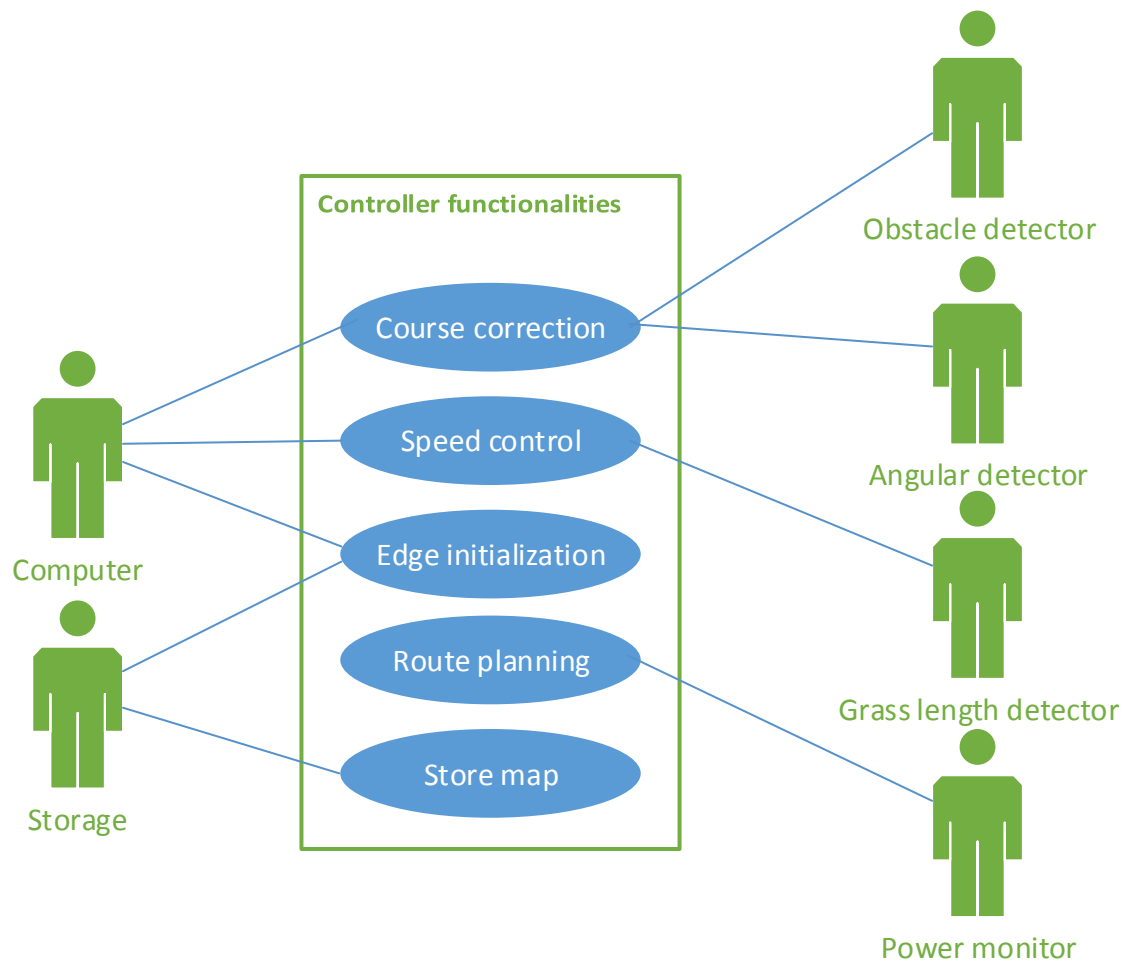 Controller functionalities
Course correction
Speed control
Edge initialization
Route planning
Store map
Computer
Storage
Obstacle detector
Angular detector
Grass length detector
Power monitor